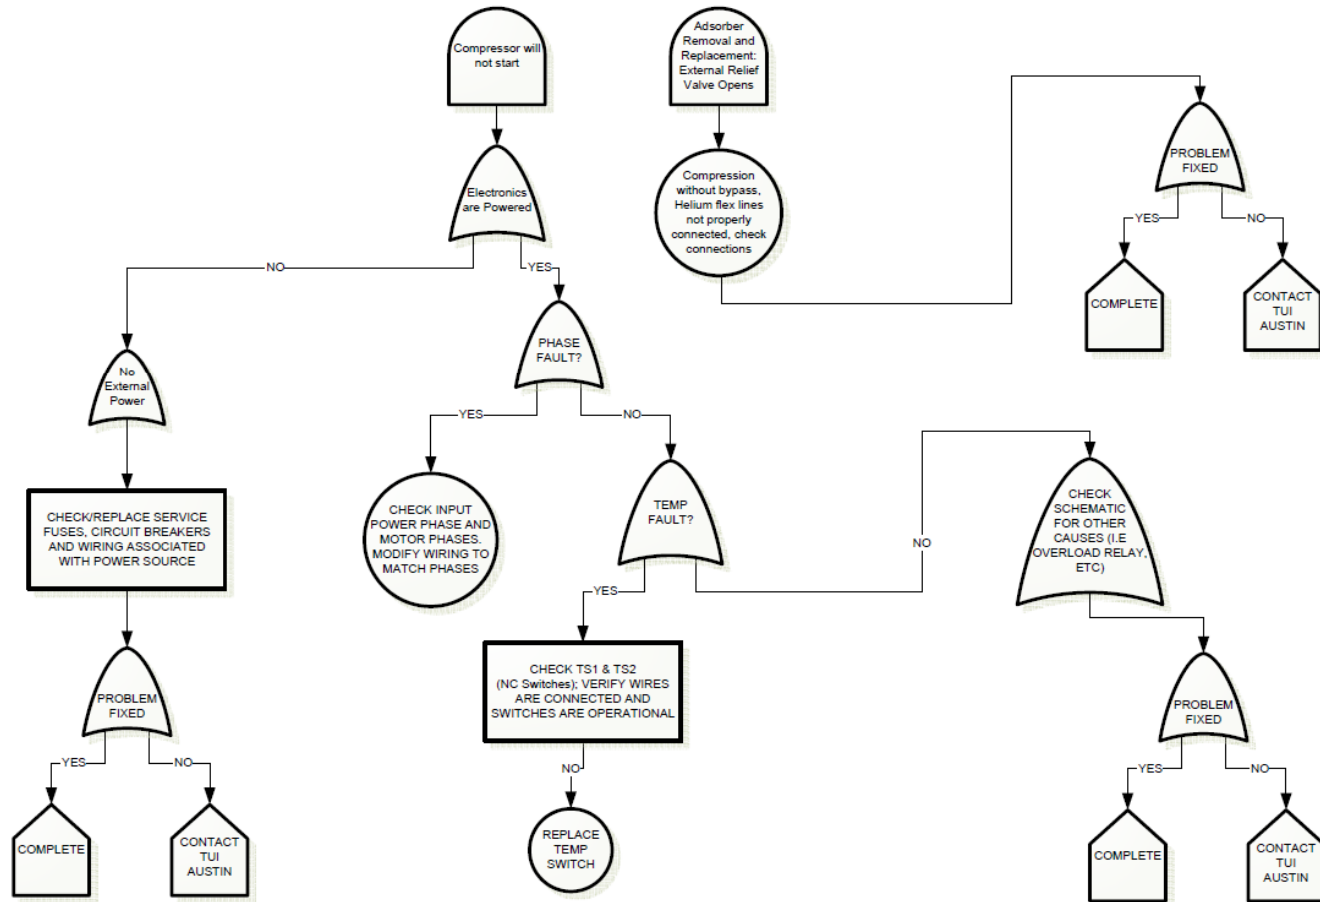 Compressor will
not start
Adsorber
Removal and
Replacement:
External Relief
Valve Opens
PROBLEM
FIXED
YES
NO
COMPLETE
CONTACT
TUI
AUSTIN
Electronics
are Powered
Compression
without bypass,
Helium flex lines
not properly
connected, check
connections
NO
YES
No
External
Power
PHASE
FAULT?
YES
NO
CHECK/REPLACE SERVICE
FUSES, CIRCUIT BREAKERS
AND WIRING ASSOCIATED
WITH POWER SOURCE
CHECK INPUT
POWER PHASE AND
MOTOR PHASES.
MODIFY WIRING TO
MATCH PHASES
TEMP
FAULT?
NO
CHECK
SCHEMATIC
FOR OTHER
CAUSES (I.E
OVERLOAD RELAY,
ETC)
YES
CHECK TS1 & TS2
(NC Switches); VERIFY WIRES
ARE CONNECTED AND
SWITCHES ARE OPERATIONAL
NO
REPLACE
TEMP
SWITCH
PROBLEM
FIXED
YES
NO
COMPLETE
CONTACT
TUI
AUSTIN
PROBLEM
FIXED
YES
NO
COMPLETE
CONTACT
TUI
AUSTIN